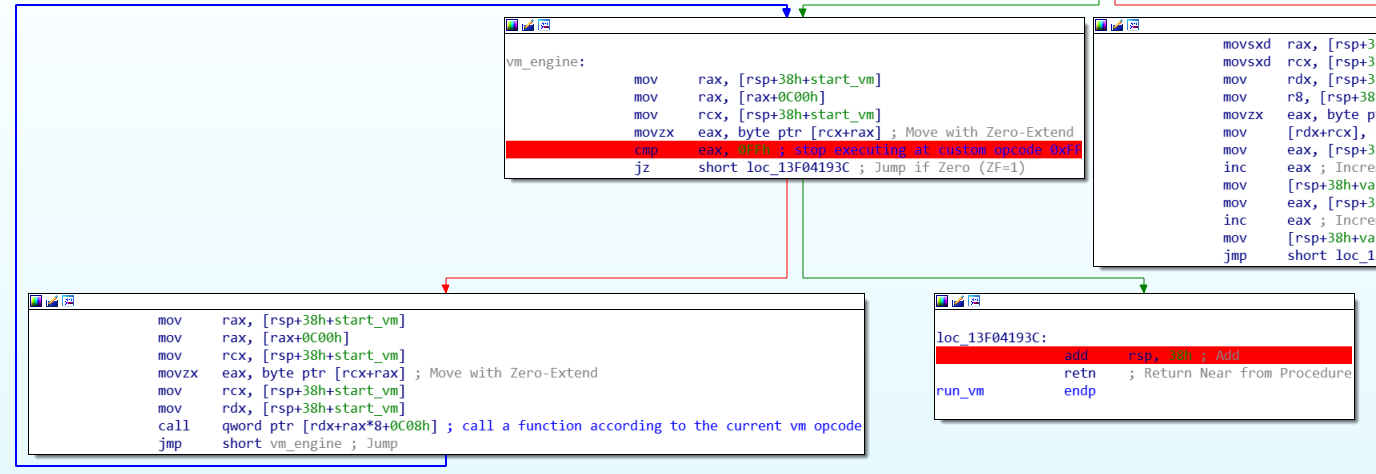 vm_engine:
mov rax, [rsp+38h+start_vm]
mov rax, [rax+0C00h]
mov rcx, [rsp+38h+start_vm]
movzx eax, byte ptr [rcx+rax] ; Move with Zero-Extend
cmp eax, 0FFh ; stop executing at custom opcode 0xFF
jz short loc_13F04193C ; Jump if Zero (ZF=1)
movsxd rax, [rsp+3
movsxd rcx, [rsp+3
mov rdx, [rsp+3
mov r8, [rsp+38
movzx eax, byte p
mov [rdx+rcx],
mov eax, [rsp+3
inc eax ; Incre
mov [rsp+38h+va
mov eax, [rsp+3
inc eax ; Incre
mov [rsp+38h+va
jmp short loc_1
mov rax, [rsp+38h+start_vm]
mov rax, [rax+0C00h]
mov rcx, [rsp+38h+start_vm]
movzx eax, byte ptr [rcx+rax] ; Move with Zero-Extend
mov rcx, [rsp+38h+start_vm]
mov rdx, [rsp+38h+start_vm]
call qword ptr [rdx+rax*8+0C08h] ; call a function according to the current vm opcode
jmp short vm_engine ; Jump
loc_13F04193C:
add rsp, 38h ; Add
retn ; Return Near from Procedure
run_vm endp